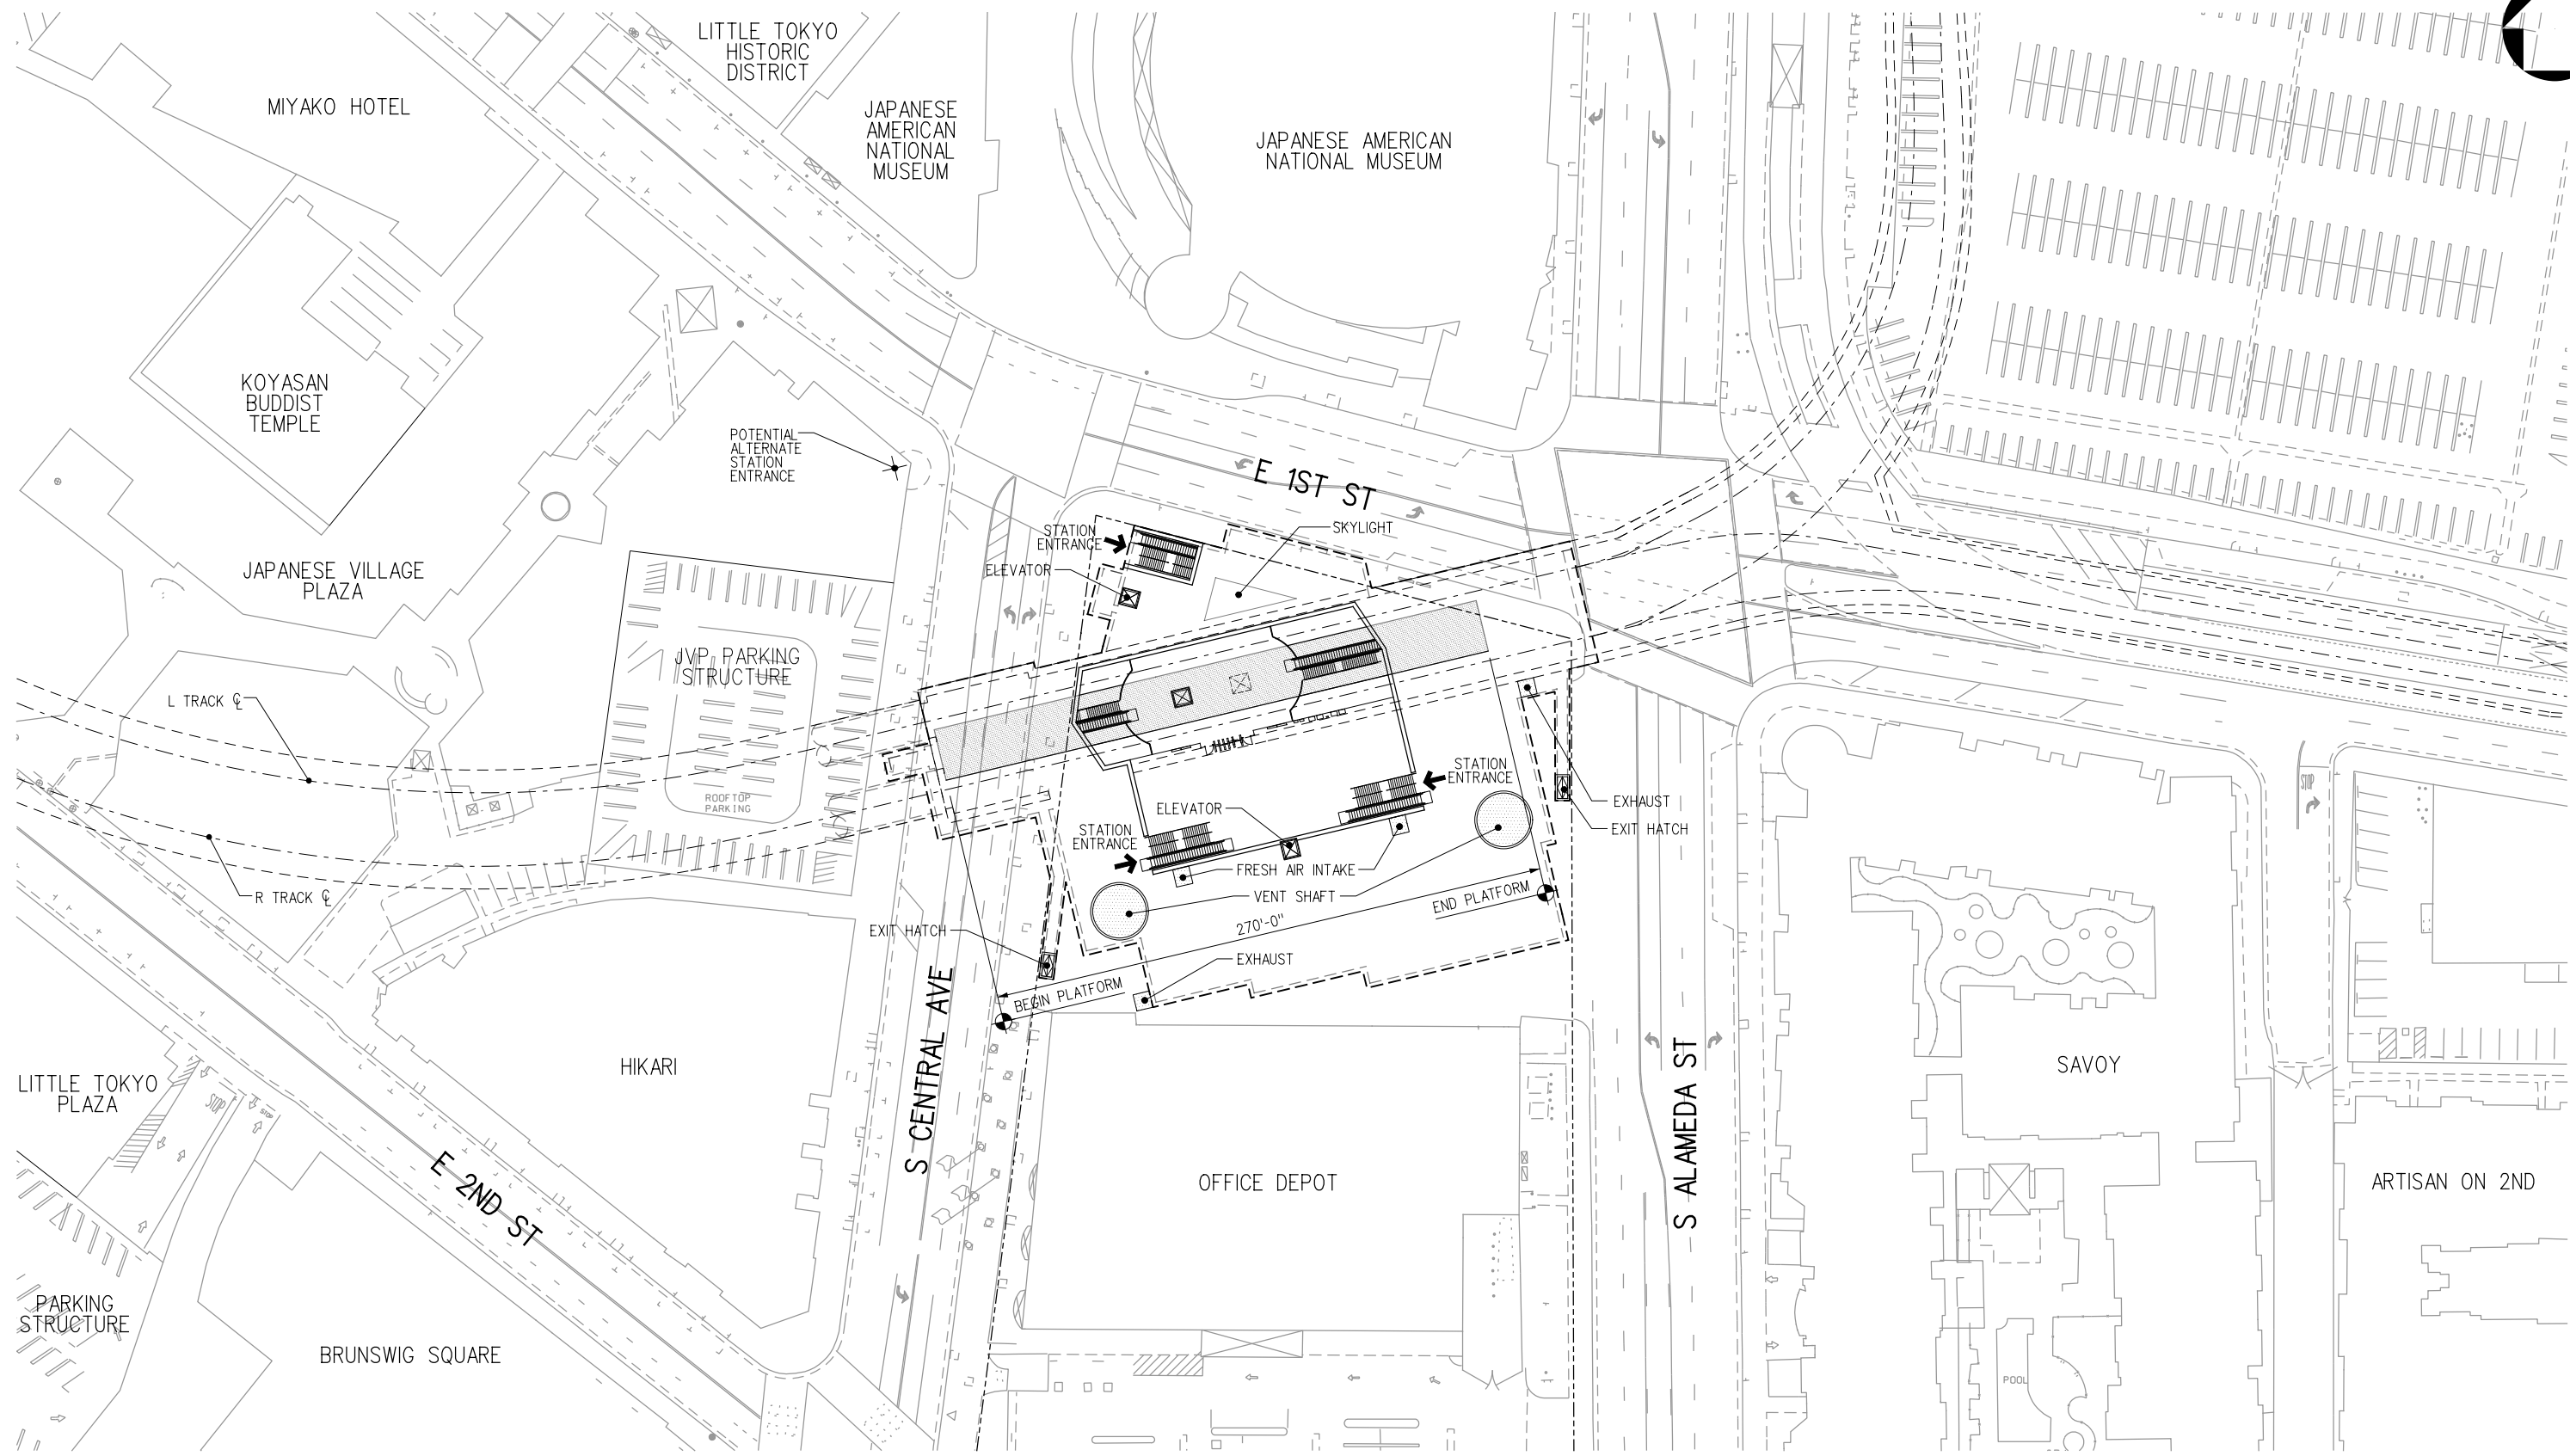 LITTLE TOKYO
HISTORIC
DISTRICT
MIYAKO HOTEL
JAPANESE
AMERICAN
NATIONAL
MUSEUM
JAPANESE AMERICAN
NATIONAL MUSEUM
KOYASAN
BUDDIST
TEMPLE
POTENTIAL
ALTERNATE
STATION
ENTRANCE
E 1ST ST
SKYLIGHT
STATION
ENTRANCE
ELEVATOR
JAPANESE VILLAGE
PLAZA
JVP PARKING
STRUCTURE
L TRACK ℄
ROOFTOP
PARKING
R TRACK ℄
STATION
ENTRANCE
ELEVATOR
STATION
ENTRANCE
EXHAUST
EXIT HATCH
STOP
FRESH AIR INTAKE
VENT SHAFT
END PLATFORM
270'-0"
EXIT HATCH
EXHAUST
BEGIN PLATFORM
S CENTRAL AVE
HIKARI
LITTLE TOKYO
PLAZA
STOP
STOP
E 2ND ST
OFFICE DEPOT
S ALAMEDA ST
SAVOY
ARTISAN ON 2ND
PARKING
STRUCTURE
BRUNSWIG SQUARE
POOL